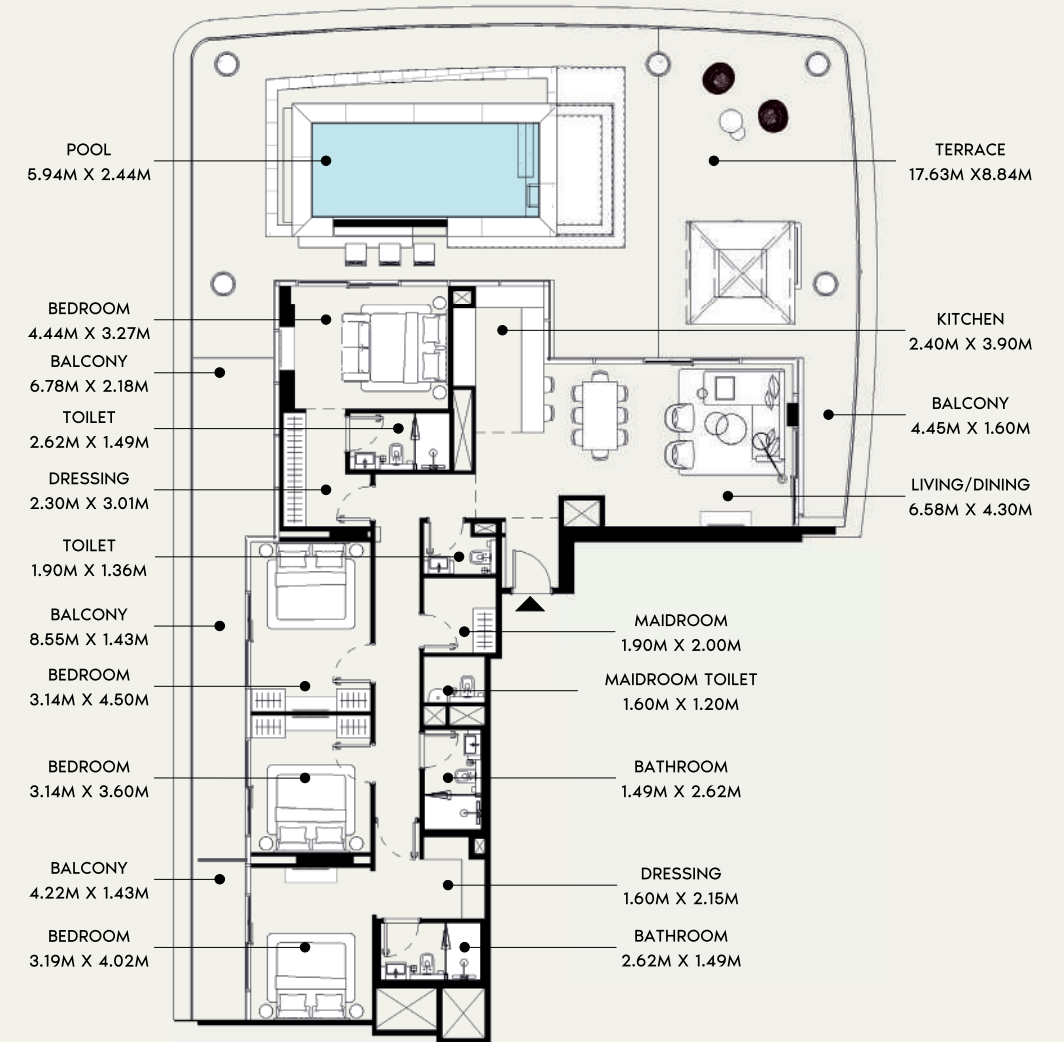 POOL
5.94M X 2.44M
TERRACE
17.63M X8.84M
BEDROOM
4.44M X 3.27M
BALCONY
6.78M X 2.18M
TOILET
2.62M X 1.49M
DRESSING
2.30M X 3.01M
TOILET
1.90M X 1.36M
BALCONY
8.55M X 1.43M
BEDROOM
3.14M X 4.50M
BEDROOM
3.14M X 3.60M
BALCONY
4.22M X 1.43M
BEDROOM
3.19M X 4.02M
KITCHEN
2.40M X 3.90M
BALCONY
4.45M X 1.60M
LIVING/DINING
6.58M X 4.30M
MAIDROOM
1.90M X 2.00M
MAIDROOM TOILET
1.60M X 1.20M
BATHROOM
1.49M X 2.62M
DRESSING
1.60M X 2.15M
BATHROOM
2.62M X 1.49M